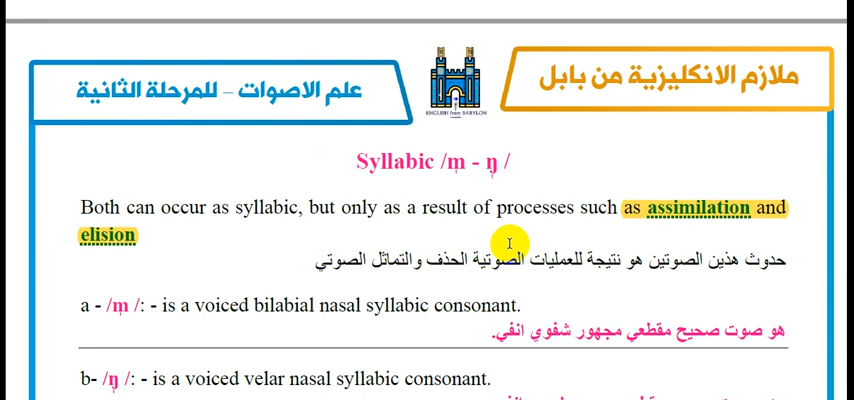 ملازم الانكليزية من بابل
علم الاصوات – للمرحلة الثانية
ENGLISH from BABYLON
Syllabic /m̩ - ŋ̩ /
Both can occur as syllabic, but only as a result of processes such as assimilation and
elision
حدوث هذين الصوتين هو نتيجة للعمليات الصوتية الحذف والتماثل الصوتي
a - /m̩ /: - is a voiced bilabial nasal syllabic consonant.
هو صوت صحيح مقطعي مجهور شفوي انفي.
b- /ŋ̩ /: - is a voiced velar nasal syllabic consonant.